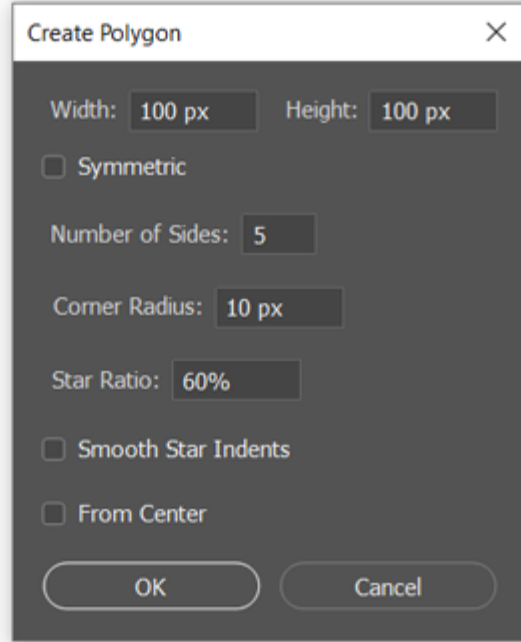 Create Polygon
Width: 100 px Height: 100 px
Symmetric
Number of Sides: 5
Corner Radius: 10 px
Star Ratio: 60%
Smooth Star Indents
From Center
OK Cancel